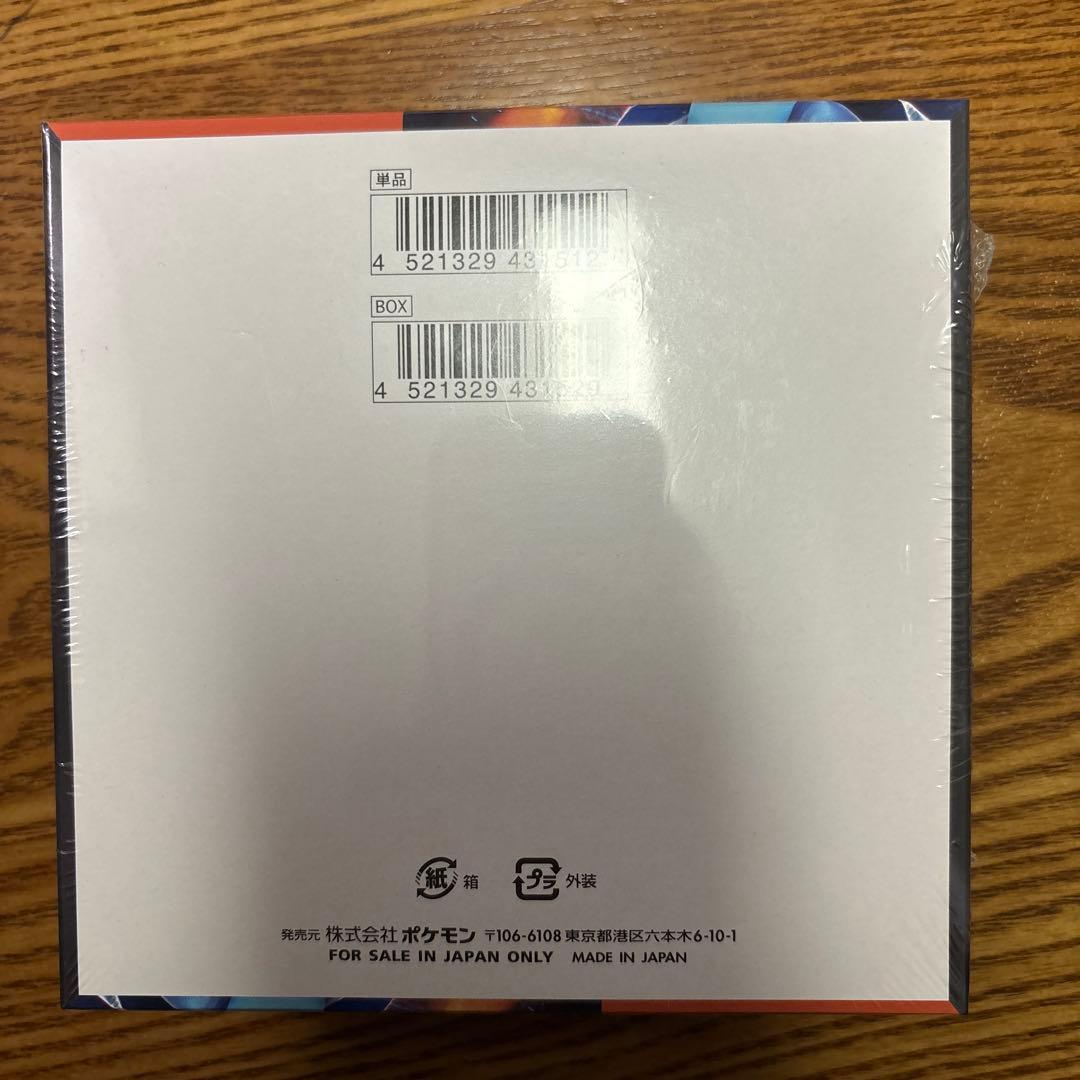 単品
4 521329
BOX
4 521329
紙 箱 プラ 外装
発売元 株式会社ポケモン 〒106-6108 東京都港区六本木6-10-1
FOR SALE IN JAPAN ONLY MADE IN JAPAN